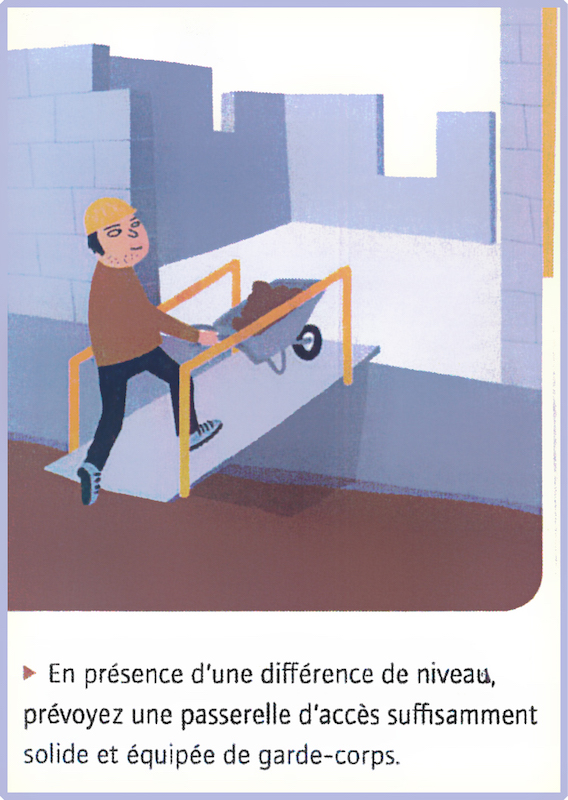 ► En présence d'une différence de niveau,
prévoyez une passerelle d'accès suffisamment
solide et équipée de garde-corps.